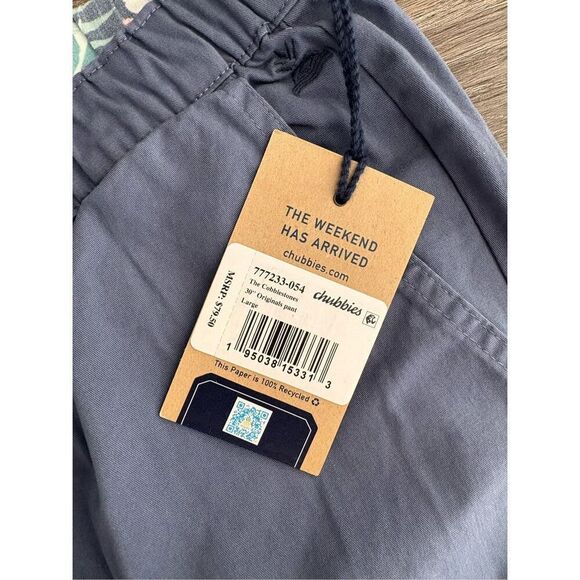 THE WEEKEND
HAS ARRIVED
chubbies.com
777233-054
The Cobblestones
30" Originals pant
Large
chubbies
MSRP: $79.50
1 95038 15331 3
This Paper is 100% Recycled